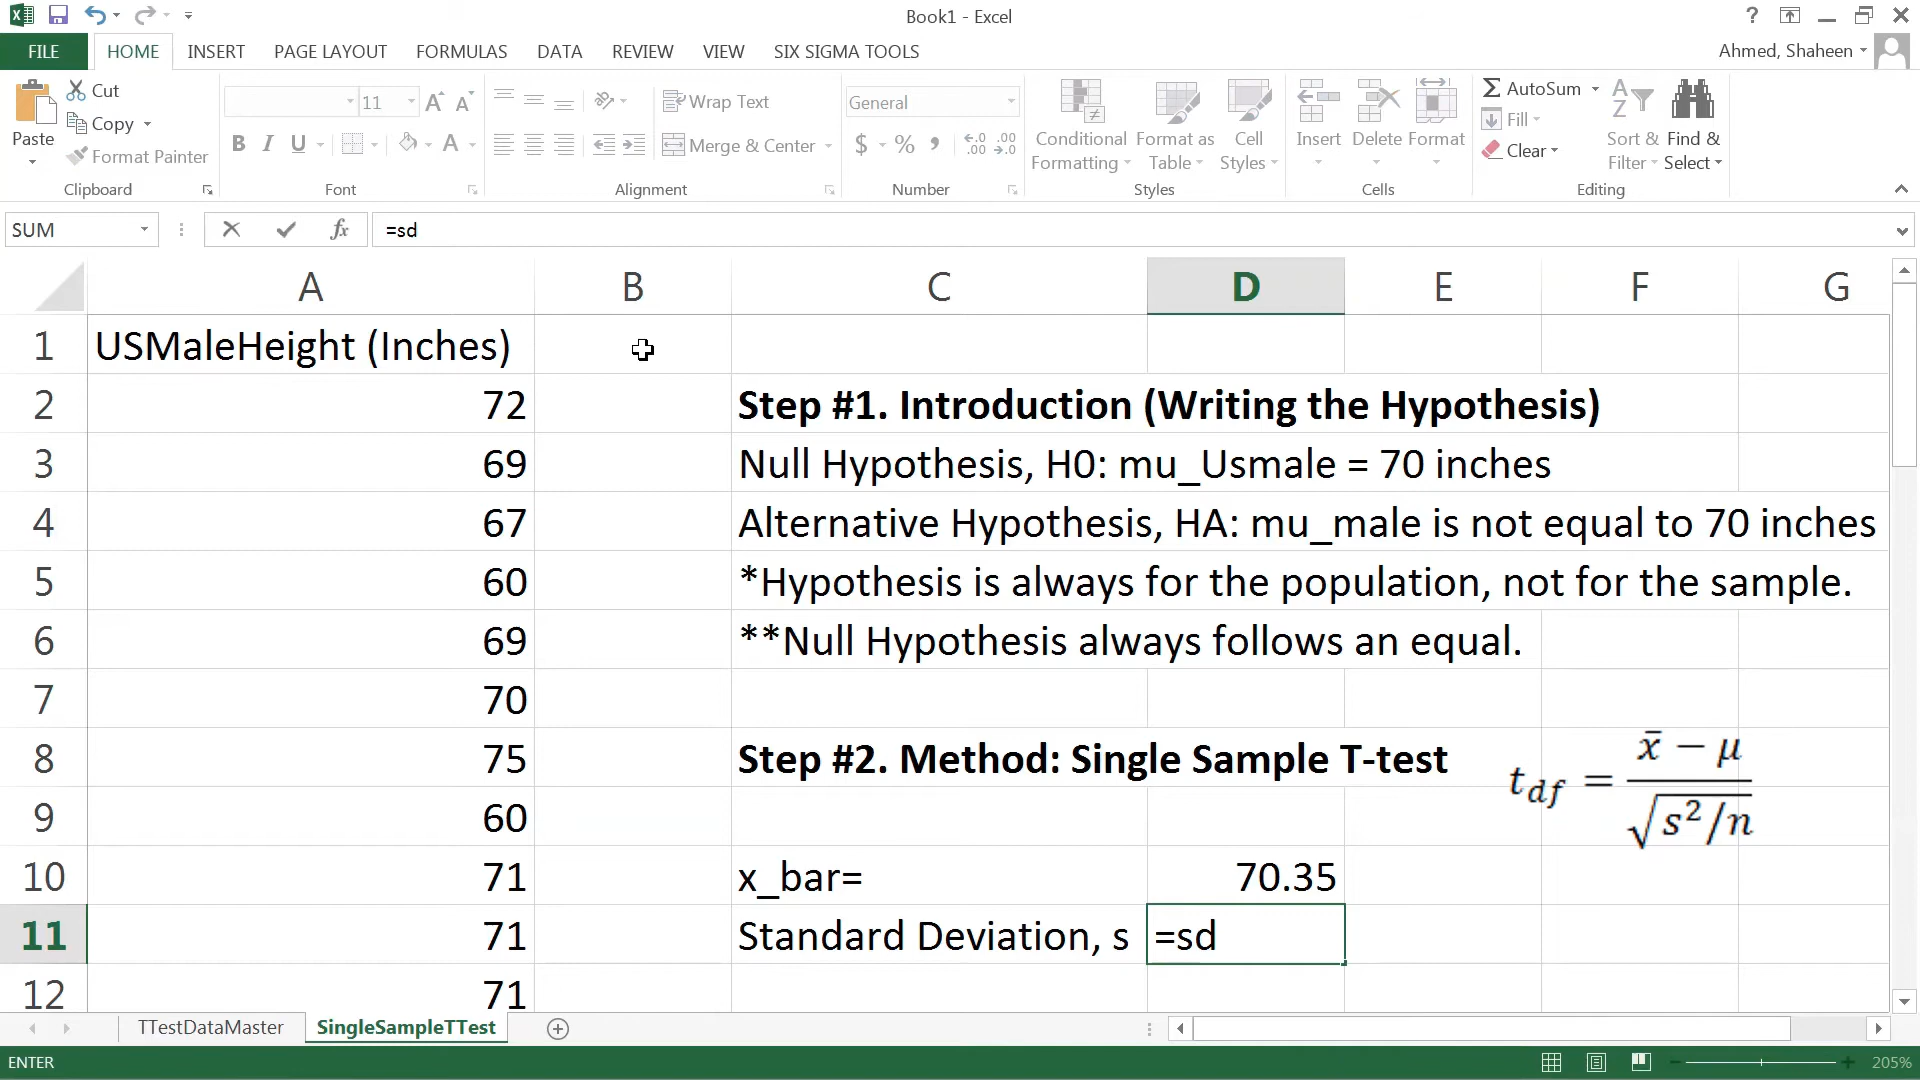 Book1 - Excel
?
FILE HOME INSERT PAGE LAYOUT FORMULAS DATA REVIEW VIEW SIX SIGMA TOOLS Ahmed, Shaheen
Paste
Cut
Copy
Format Painter
Clipboard
11 A A
B I U A
Font
Wrap Text
Merge & Center
Alignment
General
$ % , ←.0 .00 .00 →.0
Number
Conditional Formatting
Format as Table
Cell Styles
Styles
Insert Delete Format
Cells
AutoSum
Fill
Clear
Sort & Filter
Find & Select
Editing
SUM fx =sd
A B C D E F G
1 USMaleHeight (Inches)
2 72 Step #1. Introduction (Writing the Hypothesis)
3 69 Null Hypothesis, H0: mu_Usmale = 70 inches
4 67 Alternative Hypothesis, HA: mu_male is not equal to 70 inches
5 60 *Hypothesis is always for the population, not for the sample.
6 69 **Null Hypothesis always follows an equal.
7 70
8 75 Step #2. Method: Single Sample T-test
t_df = (x̄ − μ) / √(s²/n)
9 60
10 71 x_bar= 70.35
11 71 Standard Deviation, s =sd
12 71
TTestDataMaster SingleSampleTTest
ENTER 205%